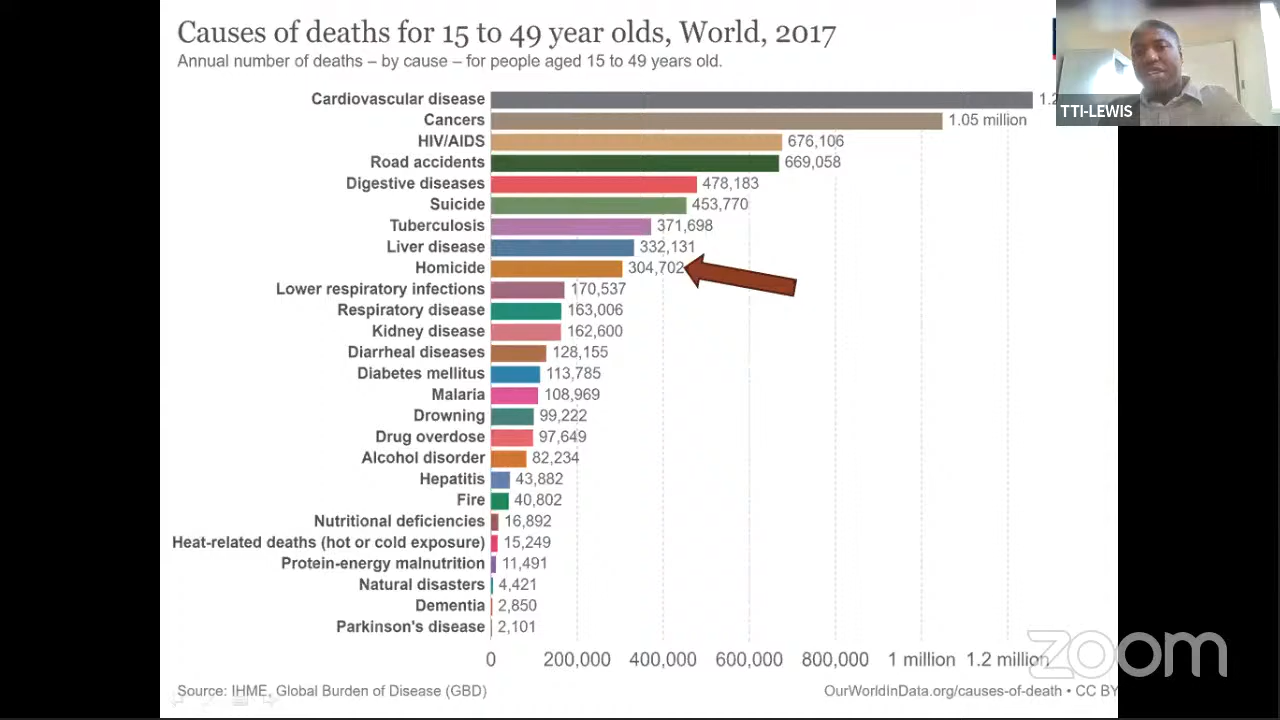 Causes of deaths for 15 to 49 year olds, World, 2017
Annual number of deaths – by cause – for people aged 15 to 49 years old.
TTI-LEWIS
Cardiovascular disease 1.2
Cancers 1.05 million
HIV/AIDS 676,106
Road accidents 669,058
Digestive diseases 478,183
Suicide 453,770
Tuberculosis 371,698
Liver disease 332,131
Homicide 304,702
Lower respiratory infections 170,537
Respiratory disease 163,006
Kidney disease 162,600
Diarrheal diseases 128,155
Diabetes mellitus 113,785
Malaria 108,969
Drowning 99,222
Drug overdose 97,649
Alcohol disorder 82,234
Hepatitis 43,882
Fire 40,802
Nutritional deficiencies 16,892
Heat-related deaths (hot or cold exposure) 15,249
Protein-energy malnutrition 11,491
Natural disasters 4,421
Dementia 2,850
Parkinson's disease 2,101
0 200,000 400,000 600,000 800,000 1 million 1.2 million
zoom
Source: IHME, Global Burden of Disease (GBD) OurWorldInData.org/causes-of-death • CC BY